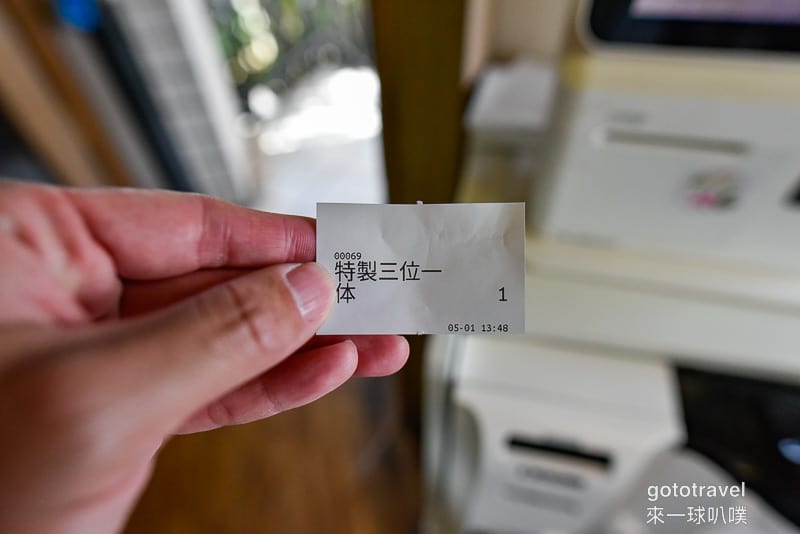 00069
特製三位一
体 1
05-01 13:48
gototravel
來一球叭噗